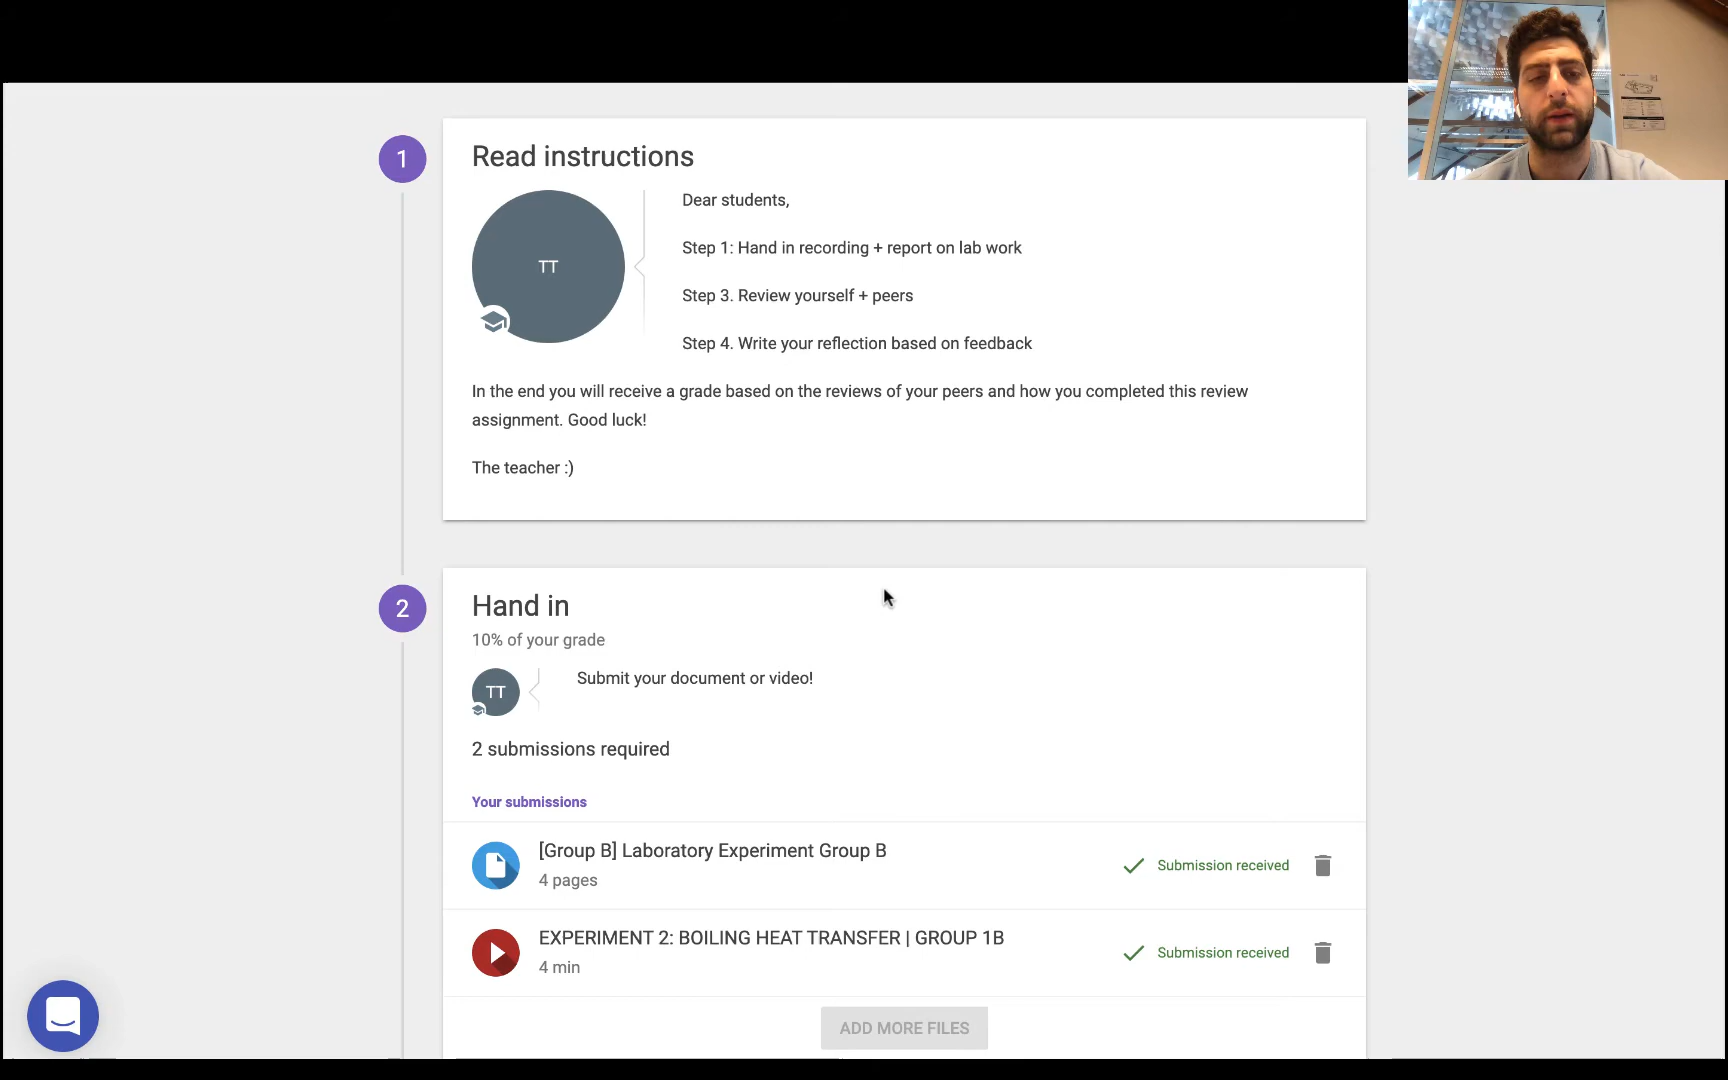 1
Read instructions
TT
Dear students,
Step 1: Hand in recording + report on lab work
Step 3. Review yourself + peers
Step 4. Write your reflection based on feedback
In the end you will receive a grade based on the reviews of your peers and how you completed this review
assignment. Good luck!
The teacher :)
2
Hand in
10% of your grade
TT
Submit your document or video!
2 submissions required
Your submissions
[Group B] Laboratory Experiment Group B
4 pages
Submission received
EXPERIMENT 2: BOILING HEAT TRANSFER | GROUP 1B
4 min
Submission received
ADD MORE FILES